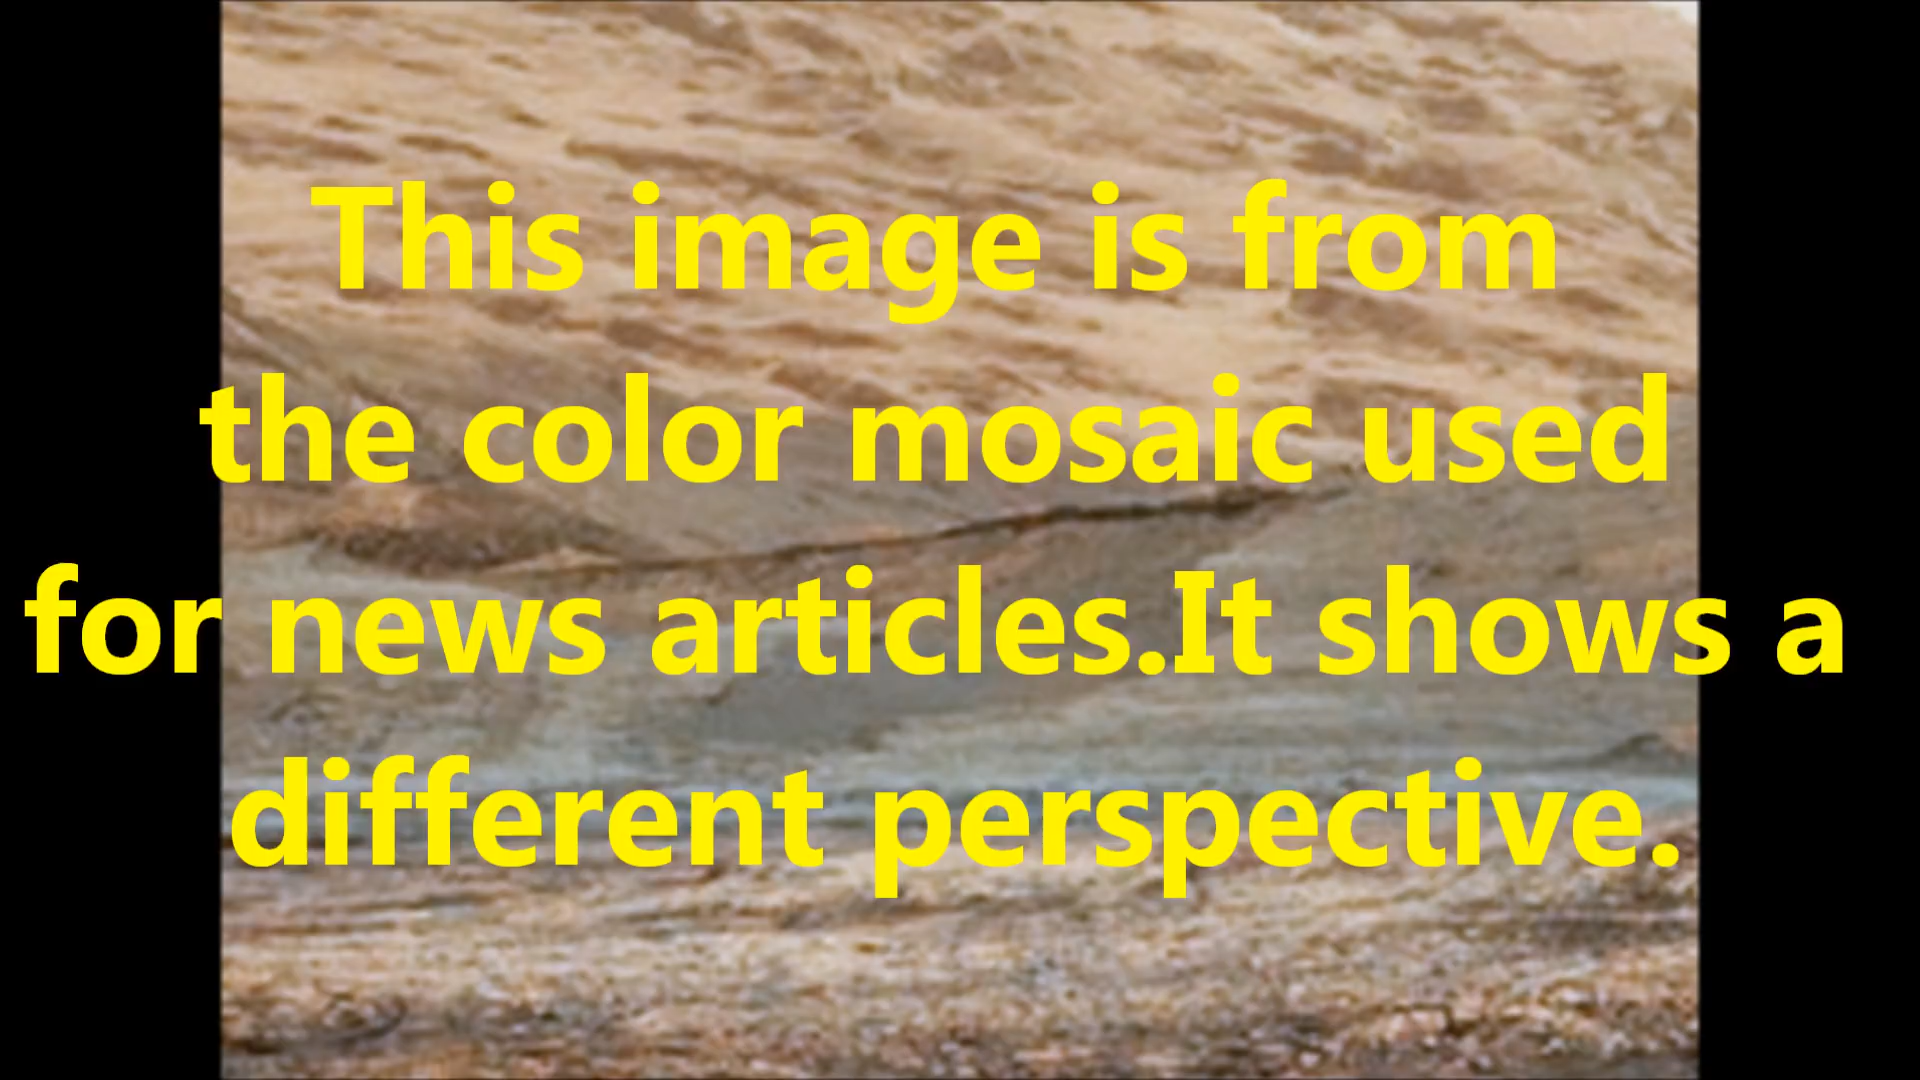 This image is from
the color mosaic used
for news articles.It shows a
different perspective.